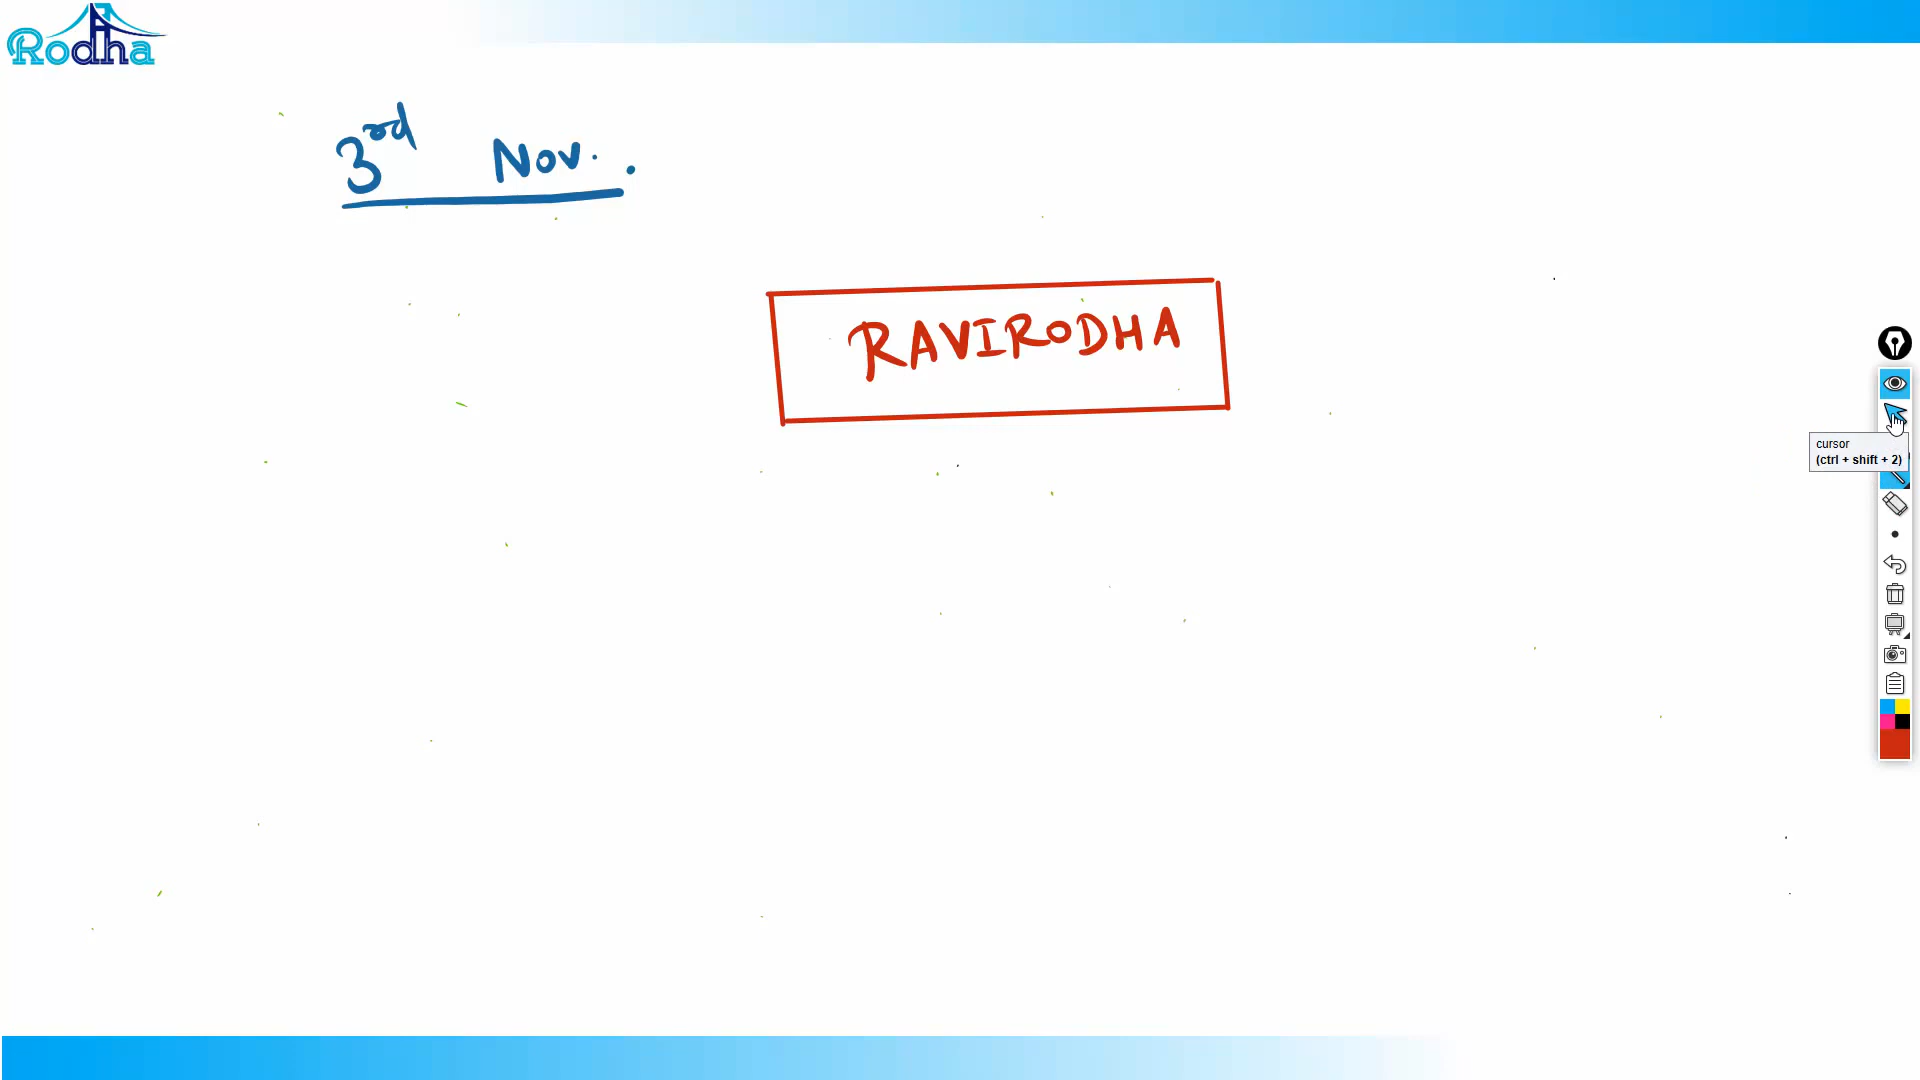 Rodha
3rd Nov.
RAVIRODHA
cursor
(ctrl + shift + 2)